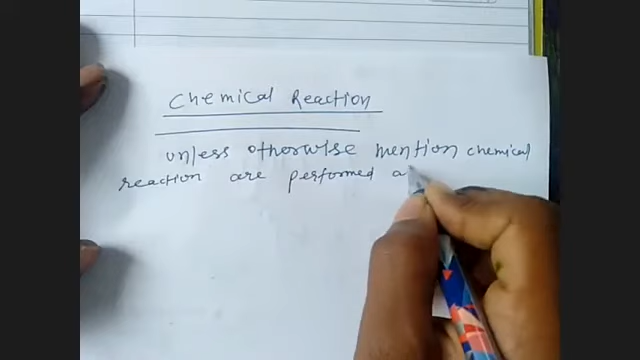 Chemical Reaction
unless otherwise mention chemical
reaction are performed a